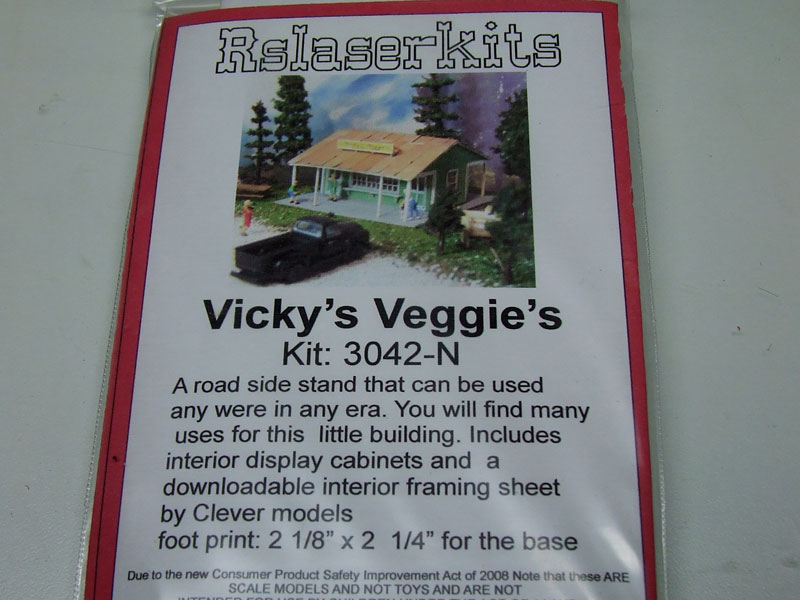 Rslaserkits
Vicky's Veggie's
Kit: 3042-N
A road side stand that can be used
any were in any era. You will find many
uses for this little building. Includes
interior display cabinets and a
downloadable interior framing sheet
by Clever models
foot print: 2 1/8" x 2 1/4" for the base
Due to the new Consumer Product Safety Improvement Act of 2008 Note that these ARE
SCALE MODELS AND NOT TOYS AND ARE NOT